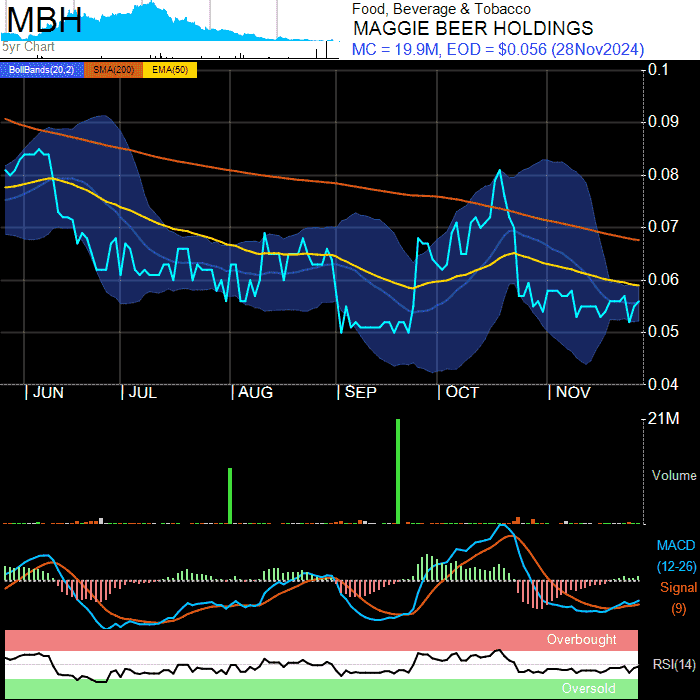 MBH
5yr Chart
Food, Beverage & Tobacco
MAGGIE BEER HOLDINGS
MC = 19.9M, EOD = $0.056 (28Nov2024)
BollBands(20,2) SMA(200) EMA(50)
0.1
0.09
0.08
0.07
0.06
0.05
0.04
JUN JUL AUG SEP OCT NOV
21M
Volume
MACD
(12-26)
Signal
(9)
Overbought
RSI(14)
Oversold